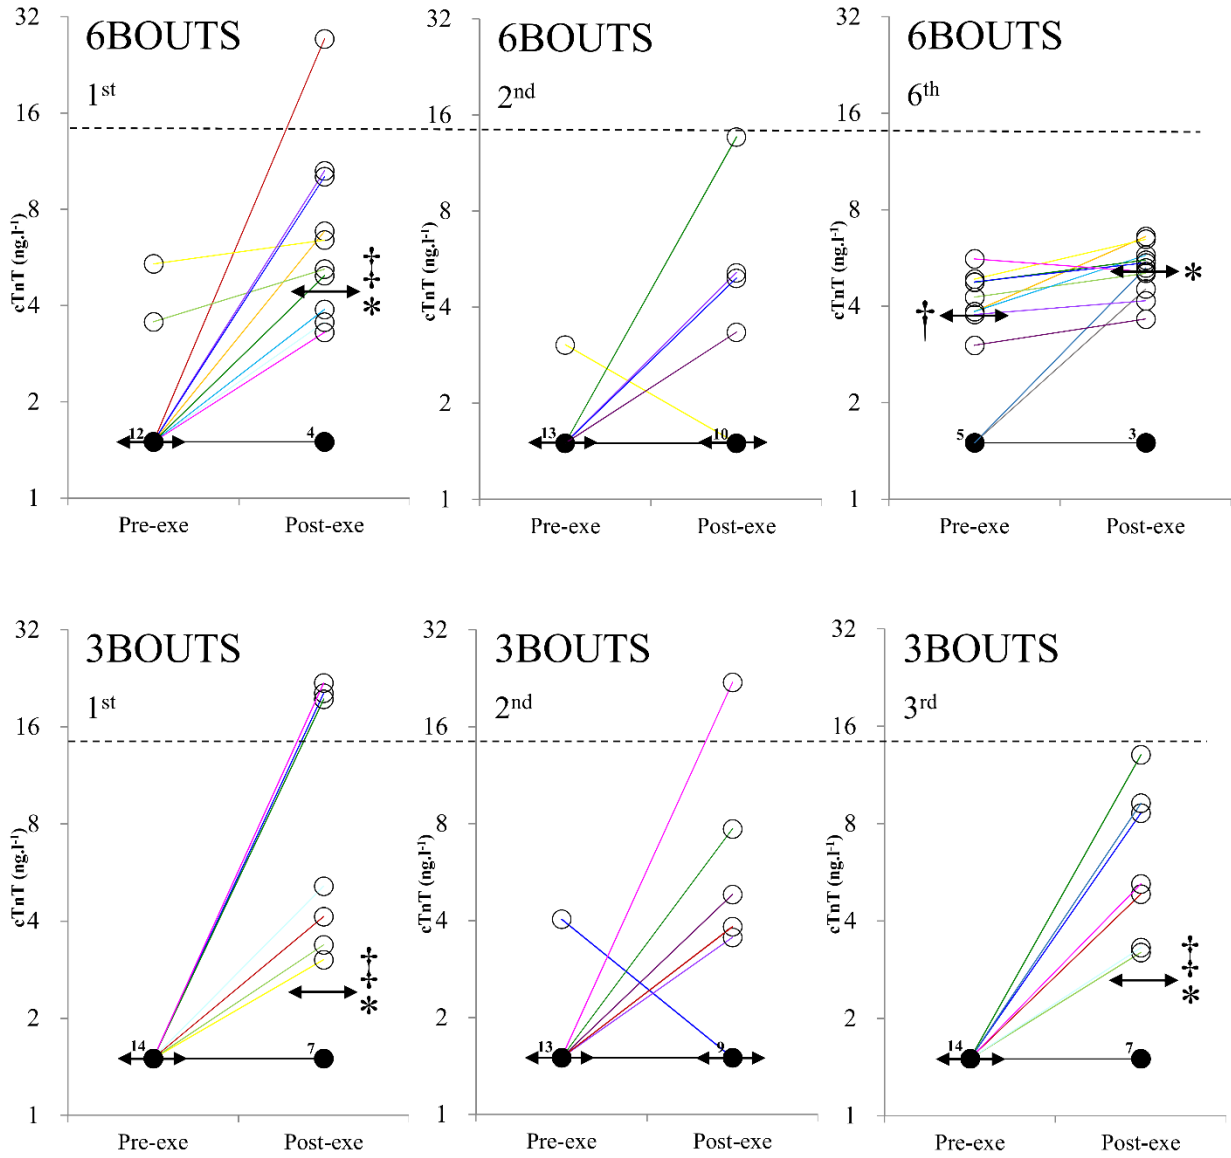 6BOUTS
1st
32
16
8
4
2
1
cTnT (ng.l-1)
‡
*
12
4
Pre-exe
Post-exe
6BOUTS
2nd
32
16
8
4
2
1
cTnT (ng.l-1)
13
10
Pre-exe
Post-exe
6BOUTS
6th
32
16
8
4
2
1
cTnT (ng.l-1)
†
*
5
3
Pre-exe
Post-exe
3BOUTS
1st
32
16
8
4
2
1
cTnT (ng.l-1)
‡
*
14
7
Pre-exe
Post-exe
3BOUTS
2nd
32
16
8
4
2
1
cTnT (ng.l-1)
13
9
Pre-exe
Post-exe
3BOUTS
3rd
32
16
8
4
2
1
cTnT (ng.l-1)
‡
*
14
7
Pre-exe
Post-exe